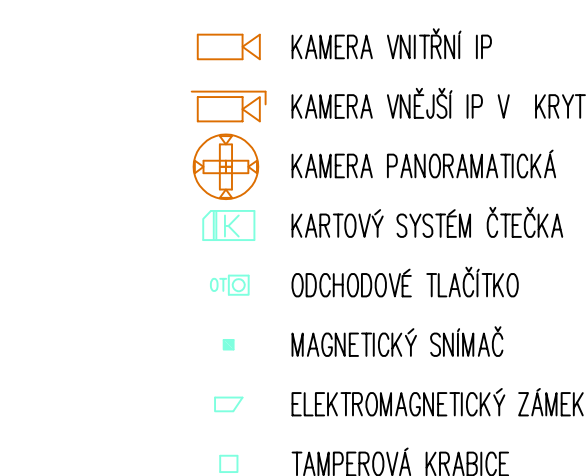 KAMERA VNITŘNÍ IP
KAMERA VNĚJŠÍ IP V KRYT
KAMERA PANORAMATICKÁ
K KARTOVÝ SYSTÉM ČTEČKA
OT ODCHODOVÉ TLAČÍTKO
MAGNETICKÝ SNÍMAČ
ELEKTROMAGNETICKÝ ZÁMEK
TAMPEROVÁ KRABICE